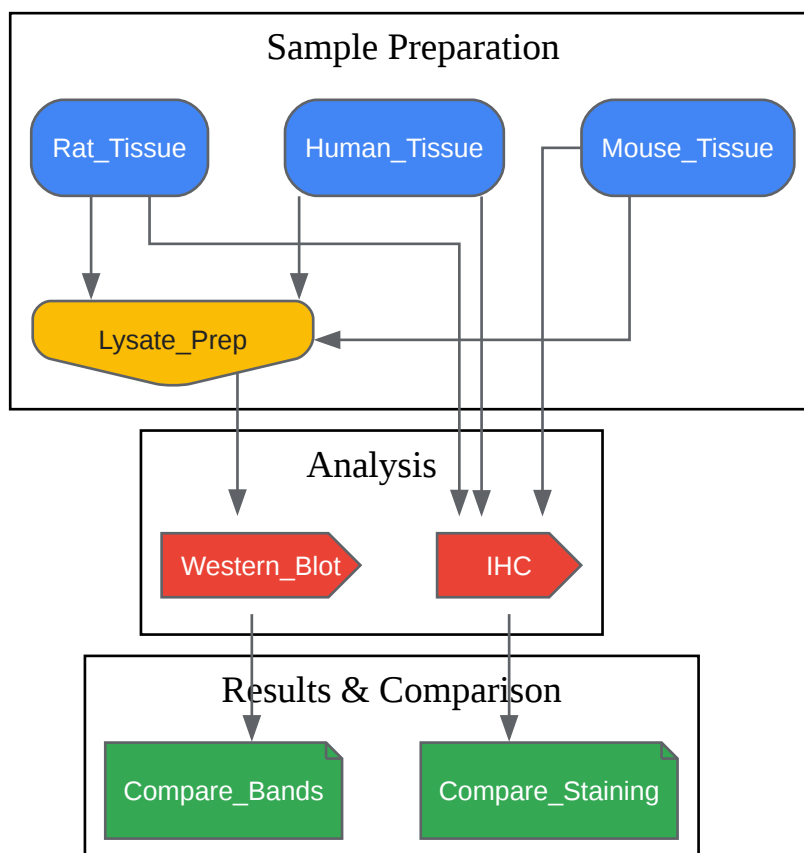 Sample Preparation
Rat_Tissue
Human_Tissue
Mouse_Tissue
Lysate_Prep
Analysis
Western_Blot
IHC
Results & Comparison
Compare_Bands
Compare_Staining